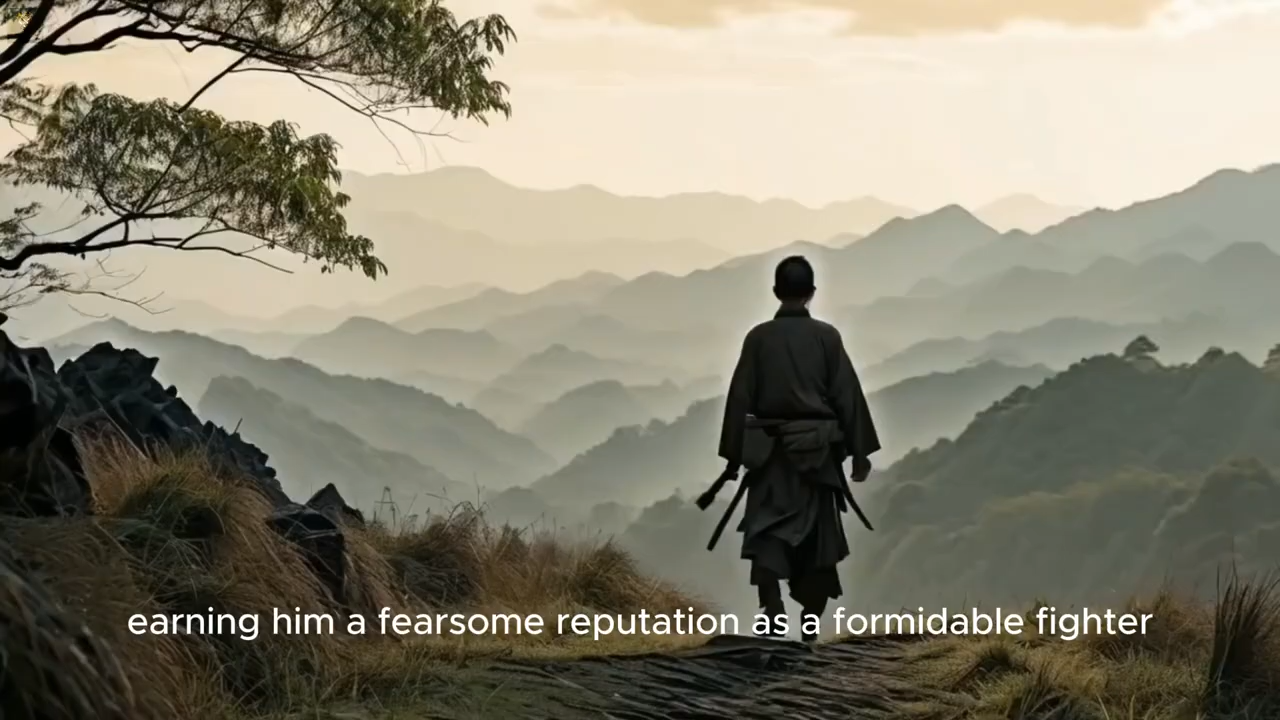 earning him a fearsome reputation as a formidable fighter